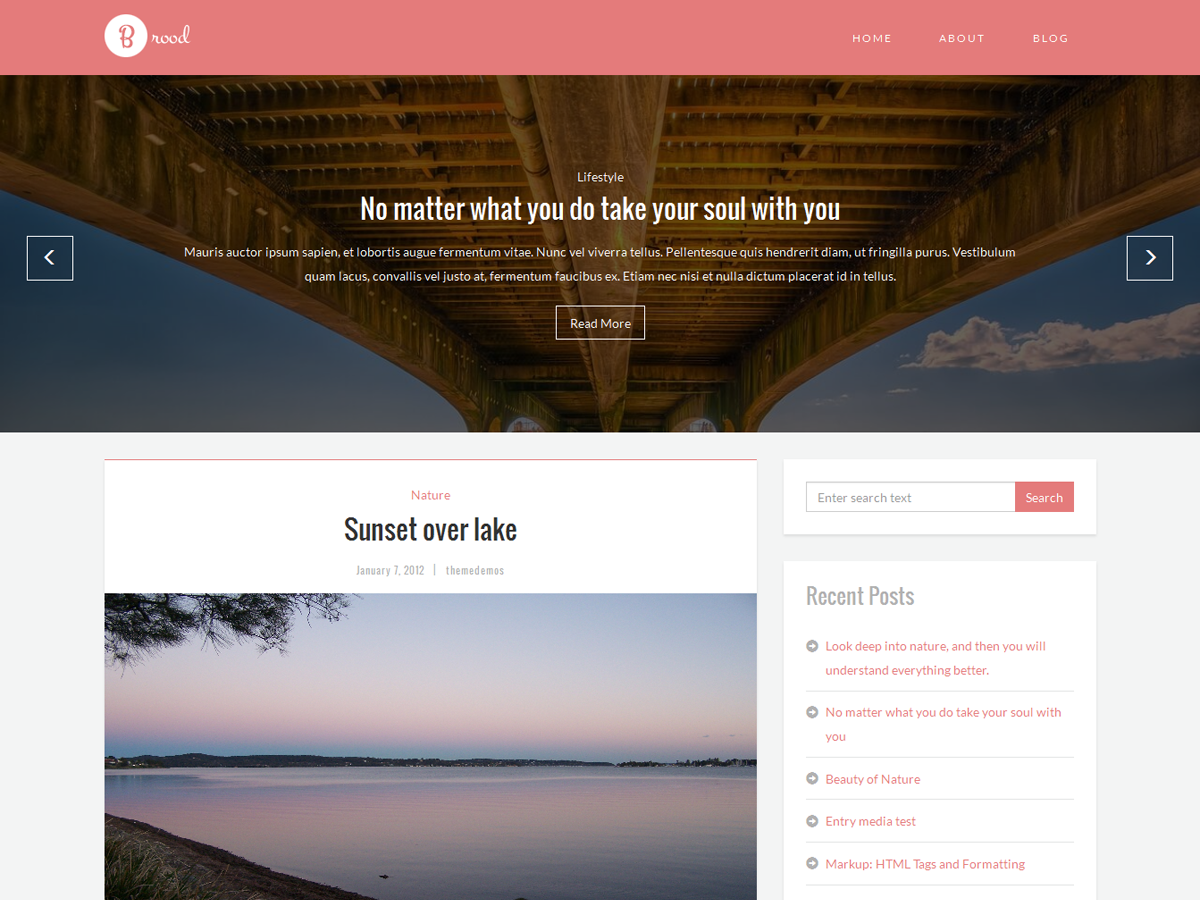 Brood
HOME
ABOUT
BLOG
Lifestyle
No matter what you do take your soul with you
Mauris auctor ipsum sapien, et lobortis augue fermentum vitae. Nunc vel viverra tellus. Pellentesque quis hendrerit diam, ut fringilla purus. Vestibulum
quam lacus, convallis vel justo at, fermentum faucibus ex. Etiam nec nisi et nulla dictum placerat id in tellus.
Read More
Nature
Sunset over lake
January 7, 2012 | themedemos
Enter search text
Search
Recent Posts
Look deep into nature, and then you will
understand everything better.
No matter what you do take your soul with
you
Beauty of Nature
Entry media test
Markup: HTML Tags and Formatting